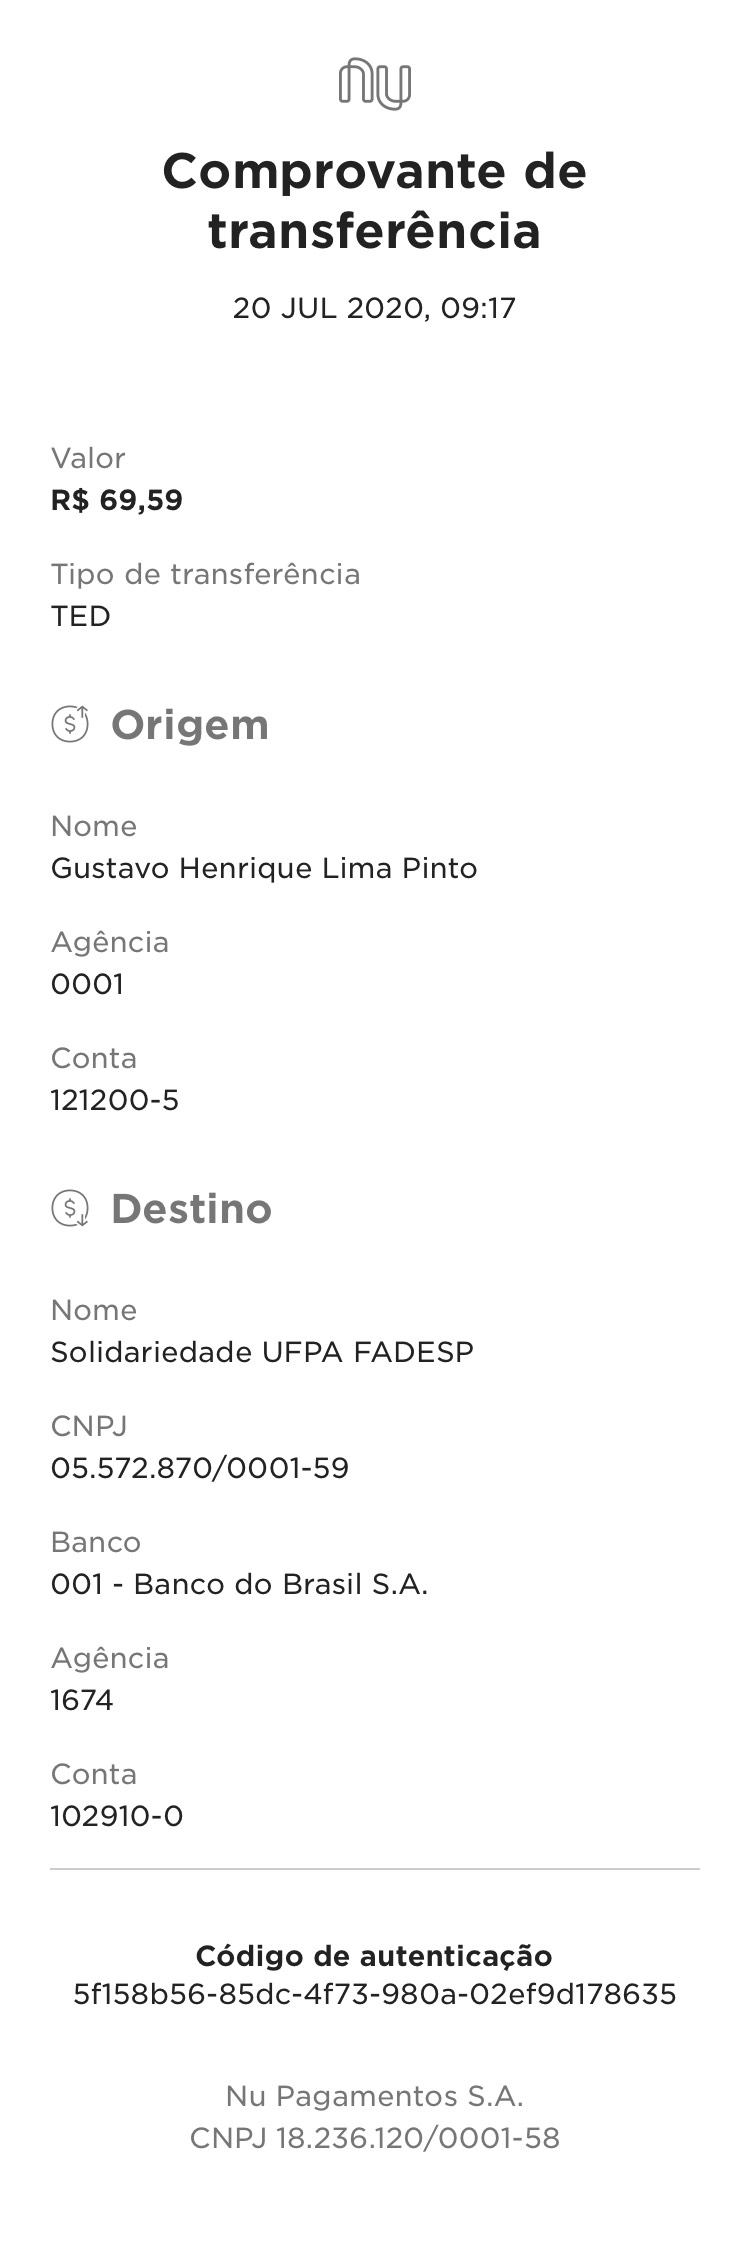 nu
Comprovante de
transferência
20 JUL 2020, 09:17
Valor
R$ 69,59
Tipo de transferência
TED
Origem
Nome
Gustavo Henrique Lima Pinto
Agência
0001
Conta
121200-5
Destino
Nome
Solidariedade UFPA FADESP
CNPJ
05.572.870/0001-59
Banco
001 - Banco do Brasil S.A.
Agência
1674
Conta
102910-0
Código de autenticação
5f158b56-85dc-4f73-980a-02ef9d178635
Nu Pagamentos S.A.
CNPJ 18.236.120/0001-58